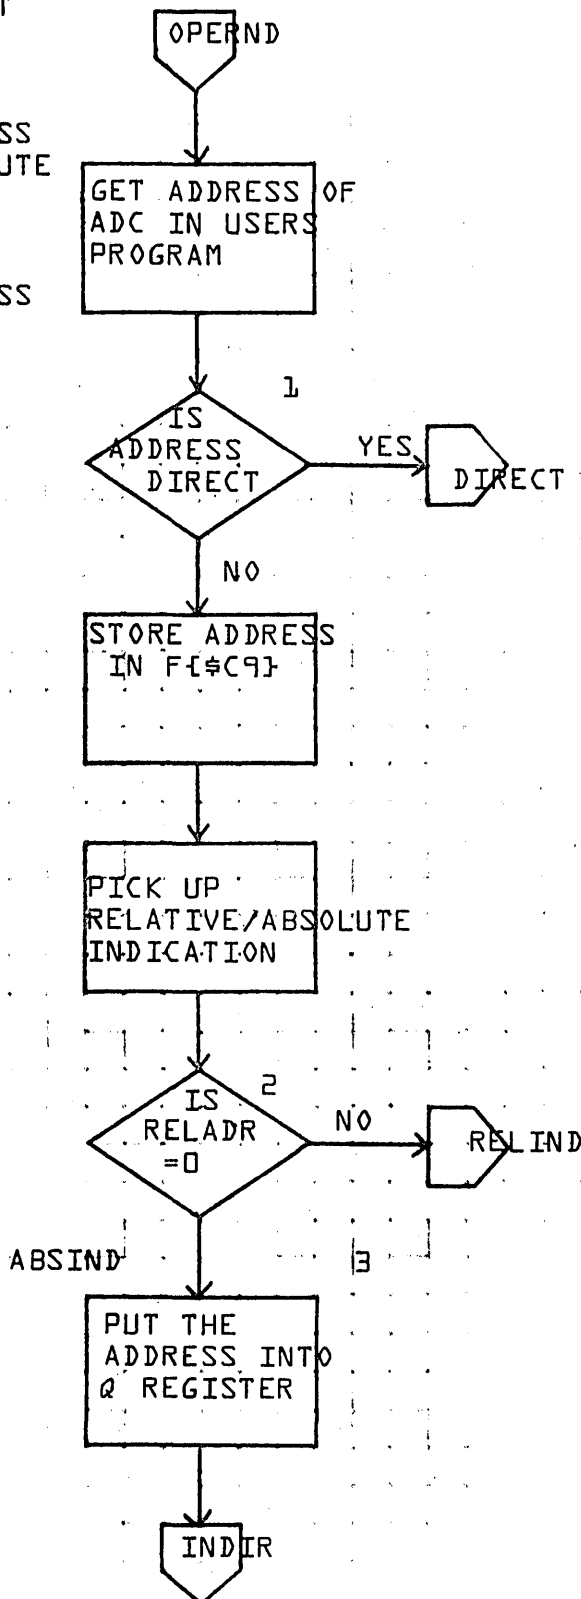 OPERND
SS
UTE
GET ADDRESS OF
ADC IN USERS
PROGRAM
SS
1
IS
ADDRESS
DIRECT
YES
DIRECT
NO
STORE ADDRESS
IN F{$C9}
PICK UP
RELATIVE/ABSOLUTE
INDICATION
2
IS
RELADR
=0
NO
RELIND
ABSIND
3
PUT THE
ADDRESS INTO
Q REGISTER
INDIR